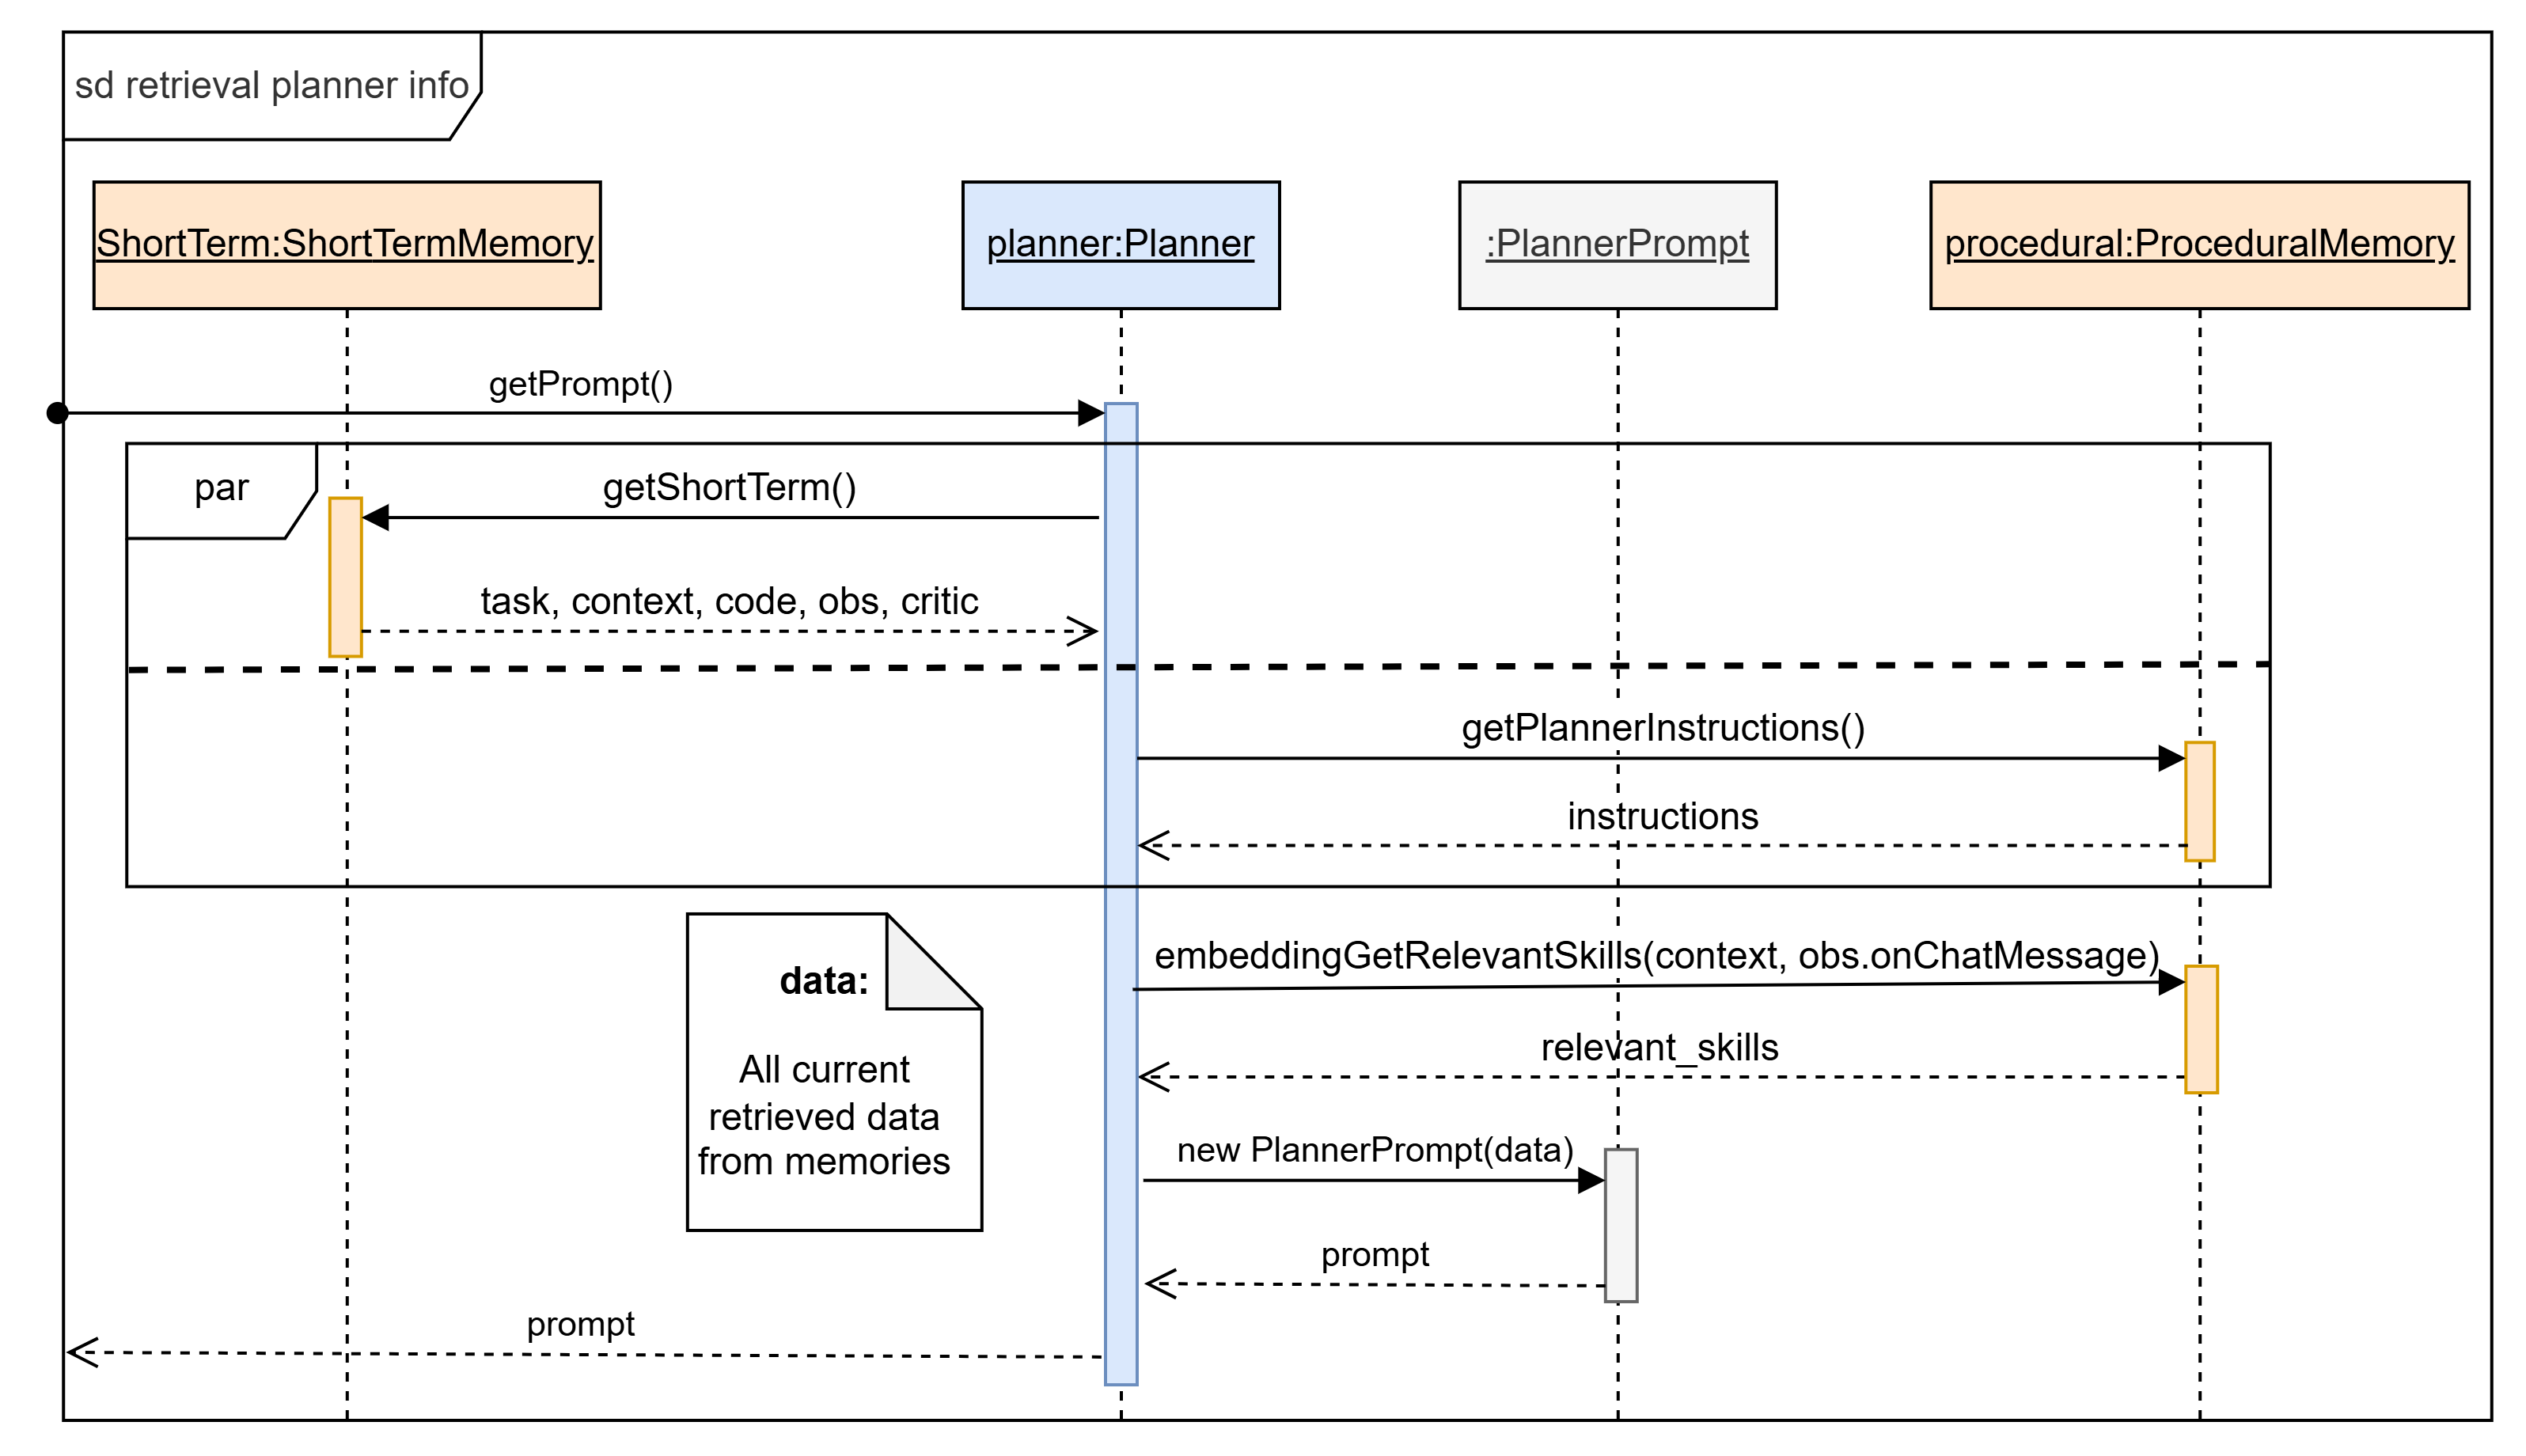 sd retrieval planner info
ShortTerm:ShortTermMemory
planner:Planner
:PlannerPrompt
procedural:ProceduralMemory
getPrompt()
par
getShortTerm()
task, context, code, obs, critic
getPlannerInstructions()
instructions
data:
All current
retrieved data
from memories
embeddingGetRelevantSkills(context, obs.onChatMessage)
relevant_skills
new PlannerPrompt(data)
prompt
prompt